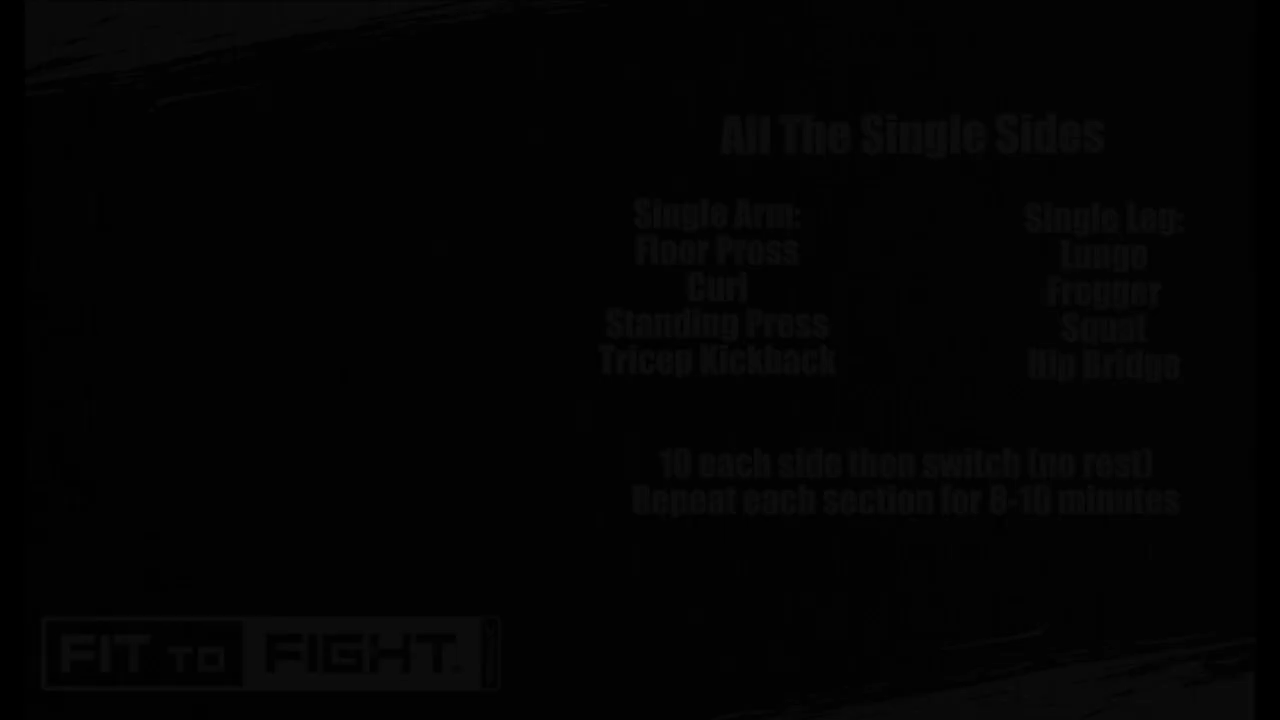 All The Single Sides
Single Arm:
Floor Press
Curl
Standing Press
Tricep Kickback
Single Leg:
Lunge
Frogger
Squat
Hip Bridge
10 each side then switch (no rest)
Repeat each section for 8-10 minutes
FIT TO FIGHT